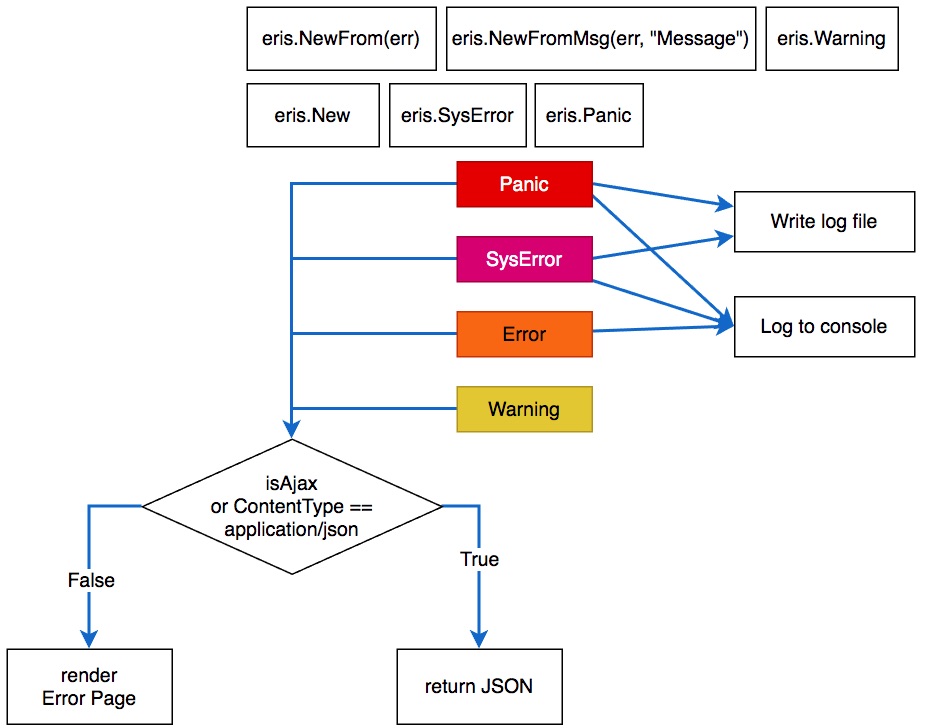 eris.NewFrom(err)
eris.NewFromMsg(err, "Message")
eris.Warning
eris.New
eris.SysError
eris.Panic
Panic
Write log file
SysError
Log to console
Error
Warning
isAjax
or ContentType ==
application/json
True
False
render
Error Page
return JSON